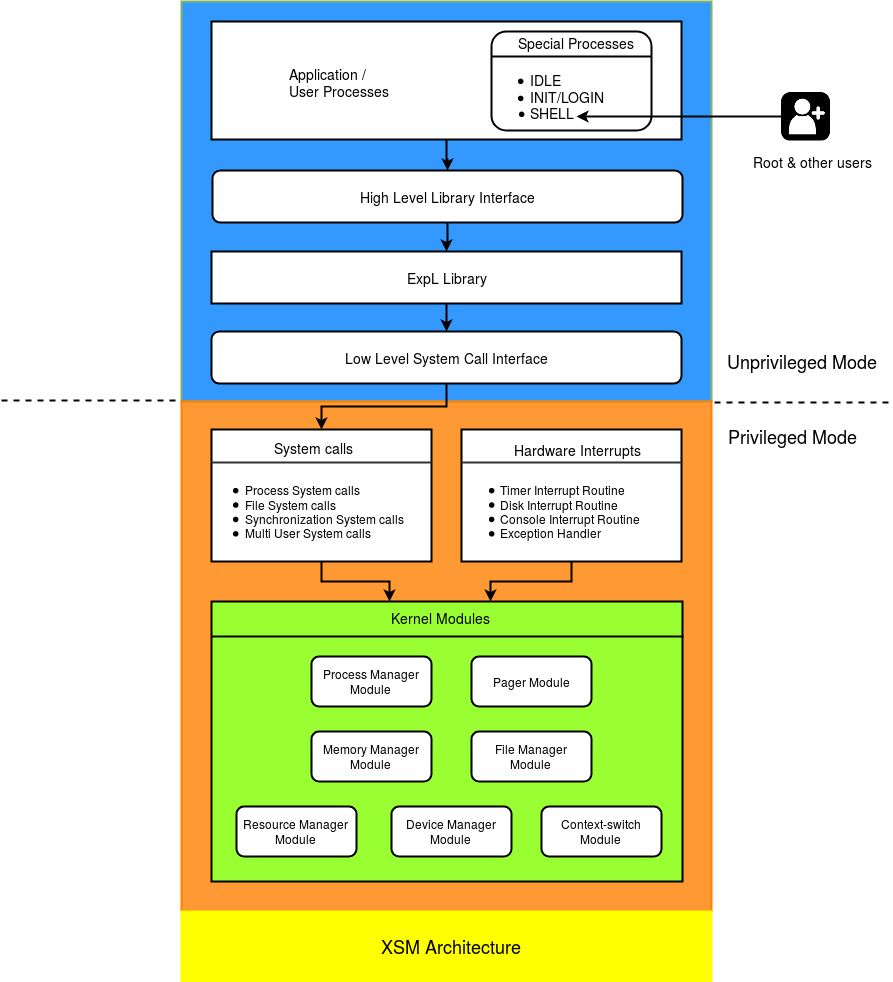 Special Processes
Application /
User Processes
IDLE
INIT/LOGIN
SHELL
Root & other users
High Level Library Interface
ExpL Library
Low Level System Call Interface
Unprivileged Mode
Privileged Mode
System calls
Process System calls
File System calls
Synchronization System calls
Multi User System calls
Hardware Interrupts
Timer Interrupt Routine
Disk Interrupt Routine
Console Interrupt Routine
Exception Handler
Kernel Modules
Process Manager
Module
Pager Module
Memory Manager
Module
File Manager
Module
Resource Manager
Module
Device Manager
Module
Context-switch
Module
XSM Architecture